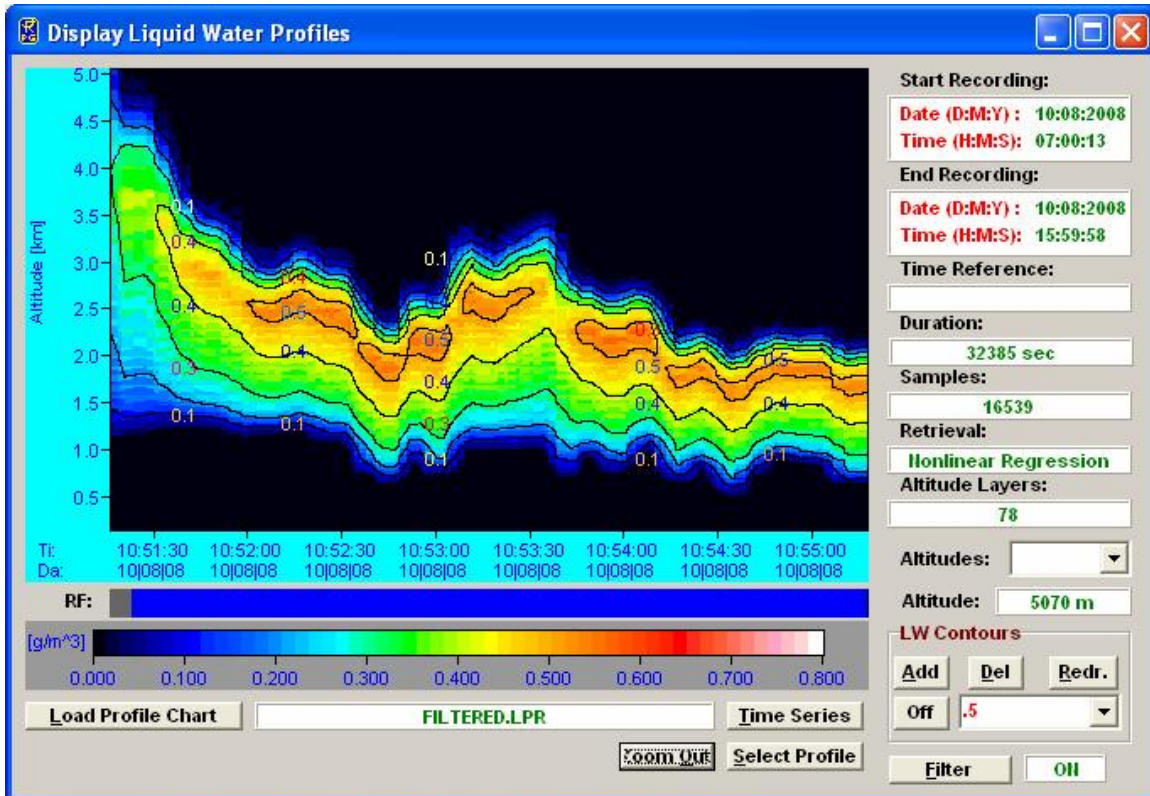 Display Liquid Water Profiles
5.0
4.5
4.0
3.5
3.0
2.5
2.0
1.5
1.0
0.5
Altitude [km]
0.1
0.4
0.4
0.3
0.1
0.4
0.5
0.4
0.1
0.1
0.5
0.4
0.3
0.1
0.5
0.4
0.1
0.5
0.4
0.1
Ti: 10:51:30 10:52:00 10:52:30 10:53:00 10:53:30 10:54:00 10:54:30 10:55:00
Da: 10|08|08 10|08|08 10|08|08 10|08|08 10|08|08 10|08|08 10|08|08 10|08|08
RF:
[g/m^3]
0.000 0.100 0.200 0.300 0.400 0.500 0.600 0.700 0.800
Load Profile Chart FILTERED.LPR Time Series
Zoom Out Select Profile
Start Recording:
Date (D:M:Y) : 10:08:2008
Time (H:M:S): 07:00:13
End Recording:
Date (D:M:Y) : 10:08:2008
Time (H:M:S): 15:59:58
Time Reference:
Duration:
32385 sec
Samples:
16539
Retrieval:
Nonlinear Regression
Altitude Layers:
78
Altitudes:
Altitude: 5070 m
LW Contours
Add Del Redr.
Off .5
Filter ON